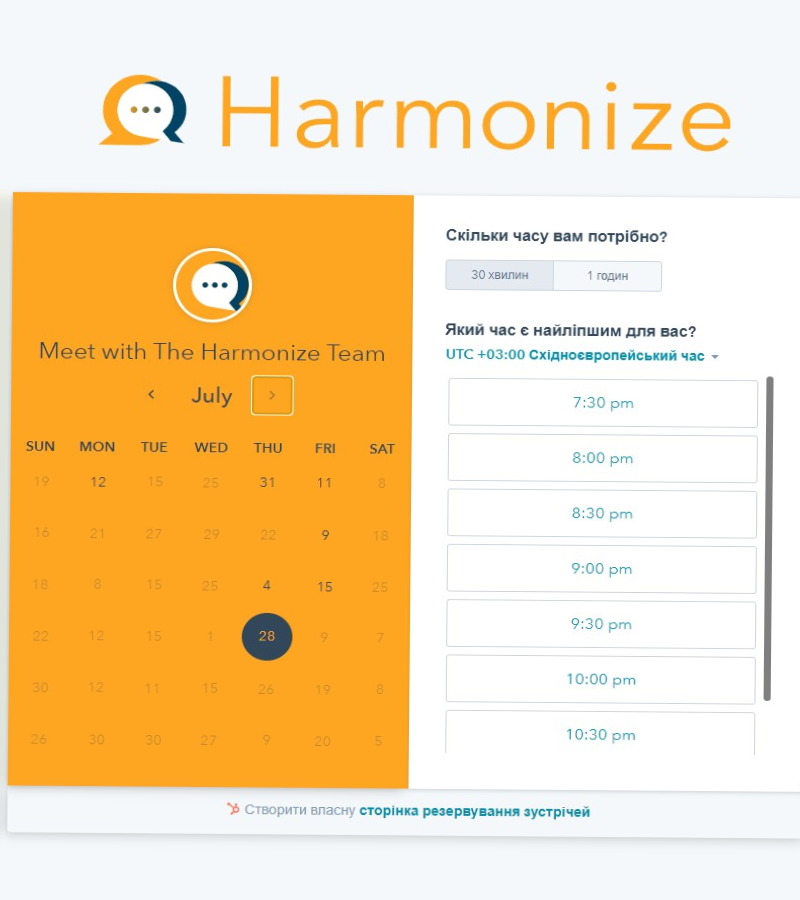 Harmonize
Meet with The Harmonize Team
July
SUN MON TUE WED THU FRI SAT
19 12 15 25 31 11 8
16 21 27 29 22 9 18
18 8 15 25 4 15 25
22 12 15 1 28 9 7
30 12 11 15 26 19 8
26 30 30 27 9 20 5
Скільки часу вам потрібно?
30 хвилин 1 годин
Який час є найліпшим для вас?
UTC +03:00 Східноєвропейський час
7:30 pm
8:00 pm
8:30 pm
9:00 pm
9:30 pm
10:00 pm
10:30 pm
Створити власну сторінка резервування зустрічей